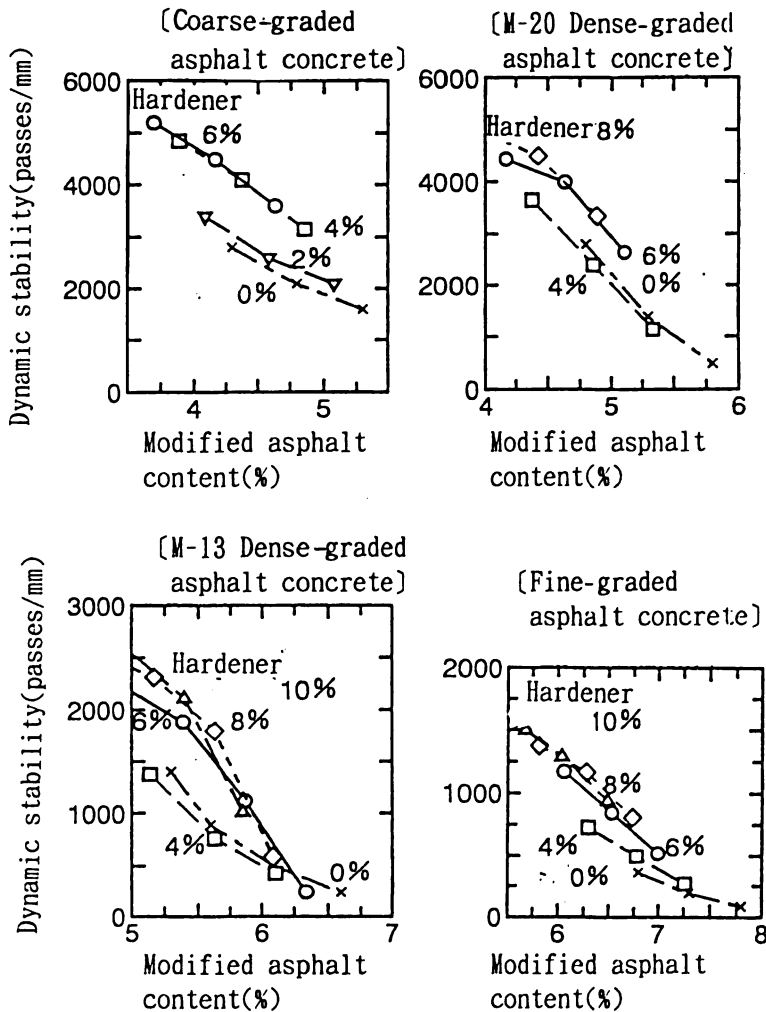 [Coarse-graded
asphalt concrete]
Dynamic stability(passes/mm)
6000
4000
2000
0
Hardener
6%
4%
2%
0%
4
5
Modified asphalt
content(%)
[M-20 Dense-graded
asphalt concrete]
6000
4000
2000
0
Hardener 8%
6%
0%
4%
4
5
6
Modified asphalt
content(%)
[M-13 Dense-graded
asphalt concrete]
Dynamic stability(passes/mm)
3000
2000
1000
0
Hardener
10%
6%
8%
4%
0%
5
6
7
Modified asphalt
content(%)
[Fine-graded
asphalt concrete]
2000
1000
0
Hardener
10%
8%
4%
6%
0%
6
7
8
Modified asphalt
content(%)